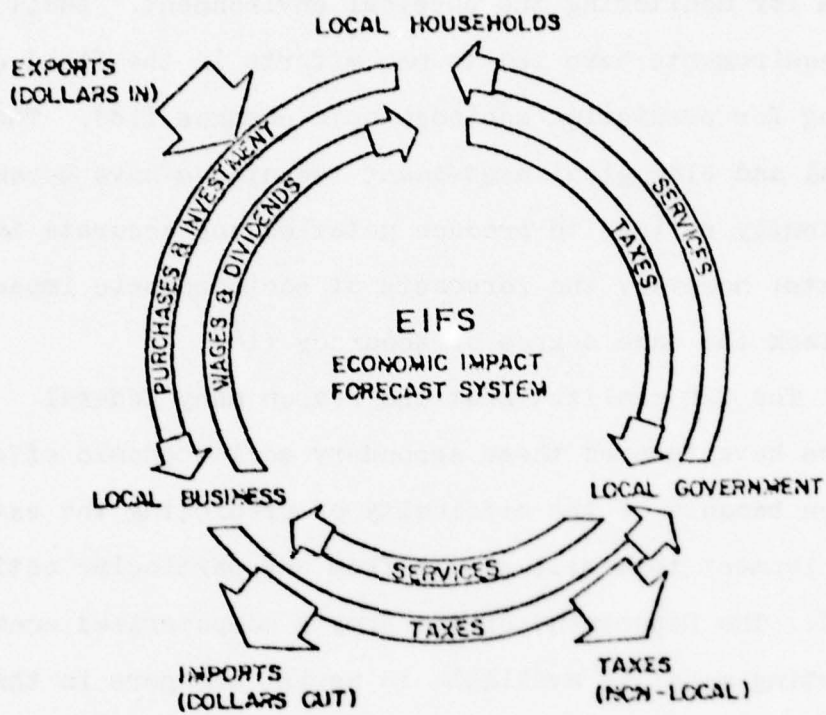 LOCAL HOUSEHOLDS
EXPORTS
(DOLLARS IN)
PURCHASES & INVESTMENT
WAGES & DIVIDENDS
TAXES
SERVICES
EIFS
ECONOMIC IMPACT
FORECAST SYSTEM
LOCAL BUSINESS
LOCAL GOVERNMENT
SERVICES
TAXES
IMPORTS
(DOLLARS OUT)
TAXES
(NON-LOCAL)